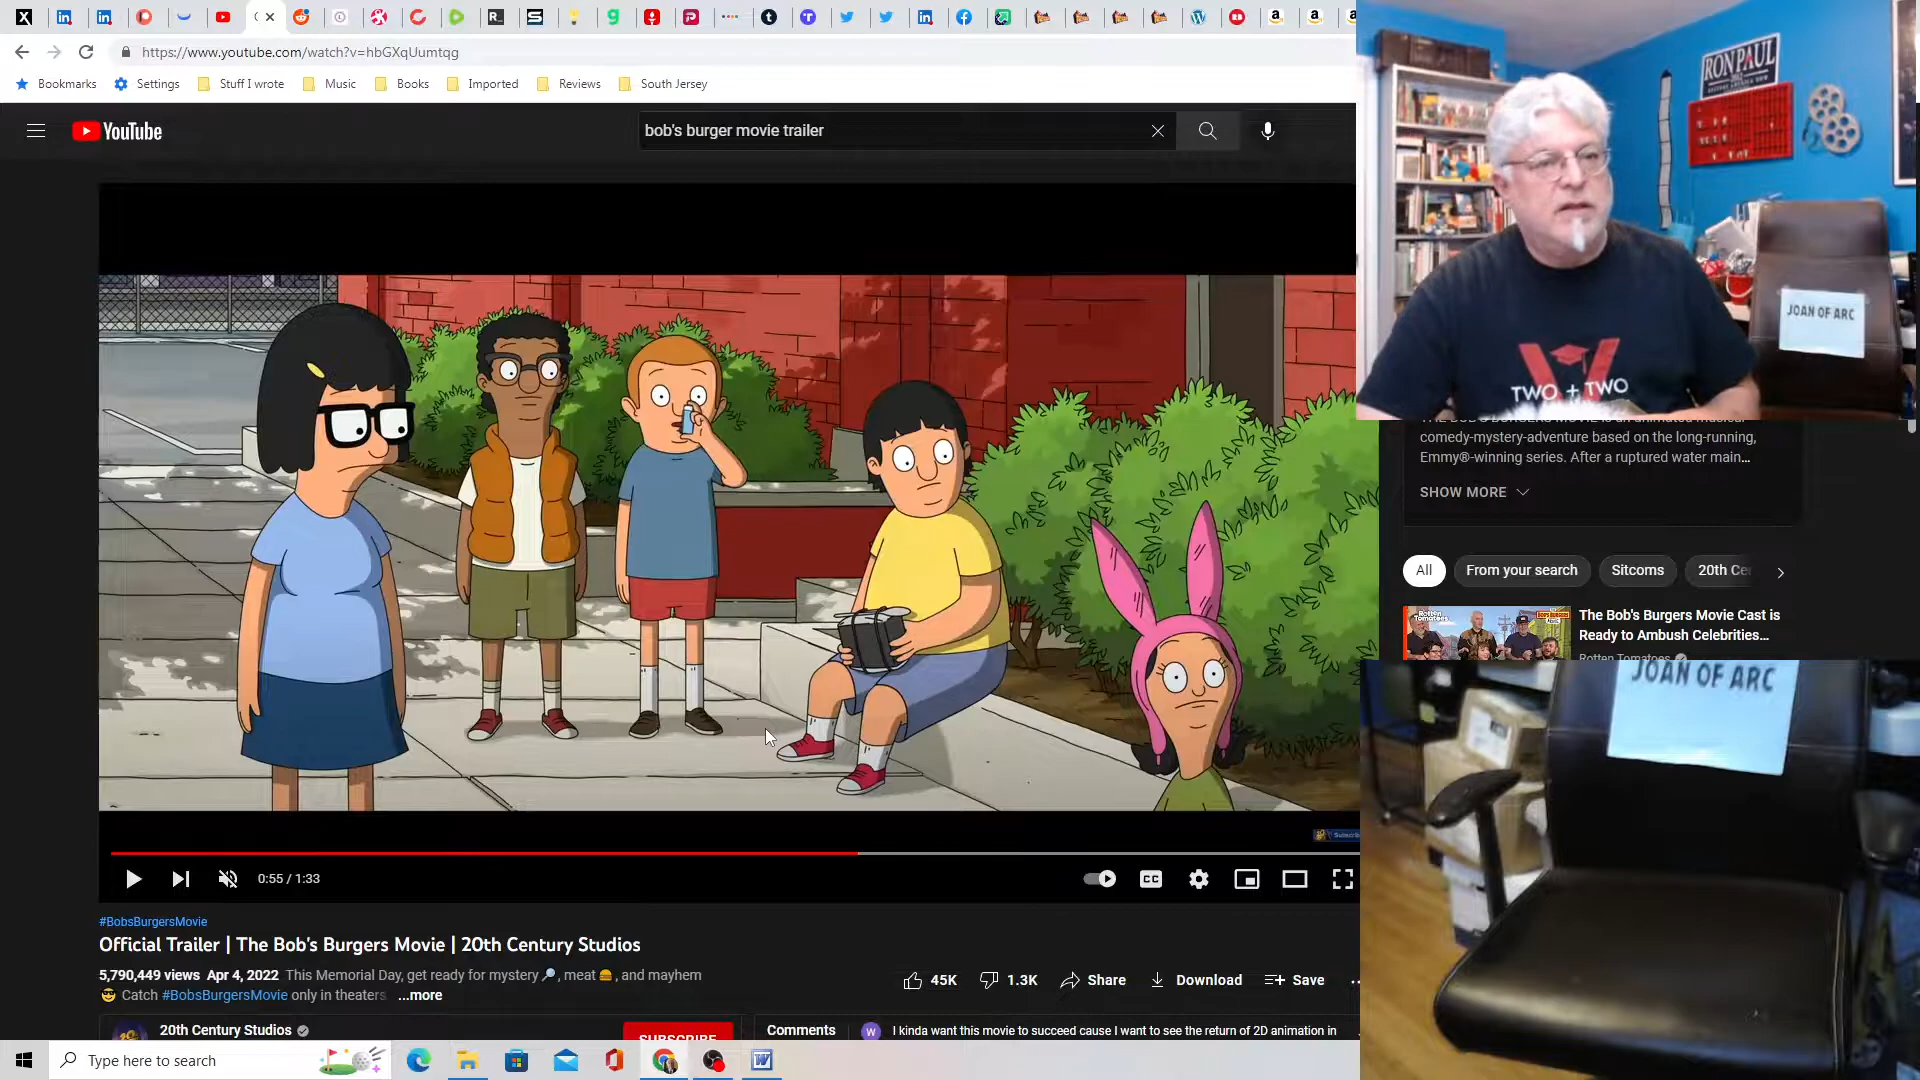 https://www.youtube.com/watch?v=hbGXqUumtqg
Bookmarks Settings Stuff I wrote Music Books Imported Reviews South Jersey
YouTube
bob's burger movie trailer
RON PAUL
JOAN OF ARC
TWO + TWO
comedy-mystery-adventure based on the long-running,
Emmy®-winning series. After a ruptured water main...
SHOW MORE
All From your search Sitcoms 20th Ce
The Bob's Burgers Movie Cast is
Ready to Ambush Celebrities...
Rotten Tomatoes
JOAN OF ARC
0:55 / 1:33
CC
#BobsBurgersMovie
Official Trailer | The Bob's Burgers Movie | 20th Century Studios
5,790,449 views Apr 4, 2022 This Memorial Day, get ready for mystery🔎, meat🍔, and mayhem
😎 Catch #BobsBurgersMovie only in theaters ...more
45K 1.3K Share Download Save
20th Century Studios
SUBSCRIBE
Comments
W I kinda want this movie to succeed cause I want to see the return of 2D animation in
Type here to search